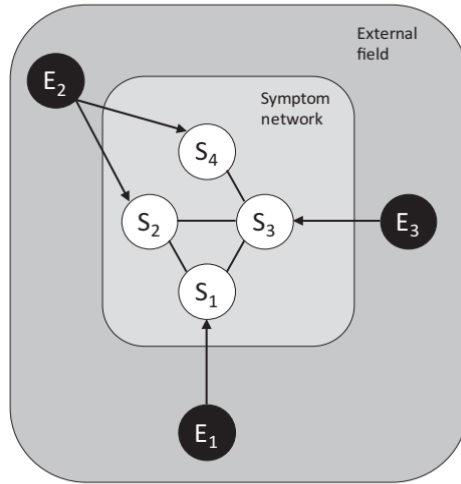 External
field
E2
Symptom
network
S4
S2
S3
E3
S1
E1